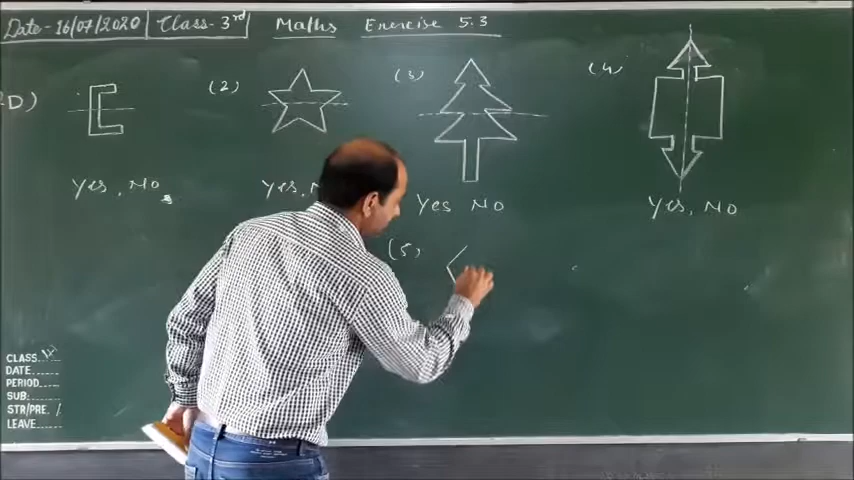 Date - 16/07/2020 Class - 3rd Maths Exercise 5.3
2D) (2) (3) (4)
Yes, No Yes, Yes No Yes, No
(5)
CLASS
DATE
PERIOD
SUB
STR/PRE
LEAVE